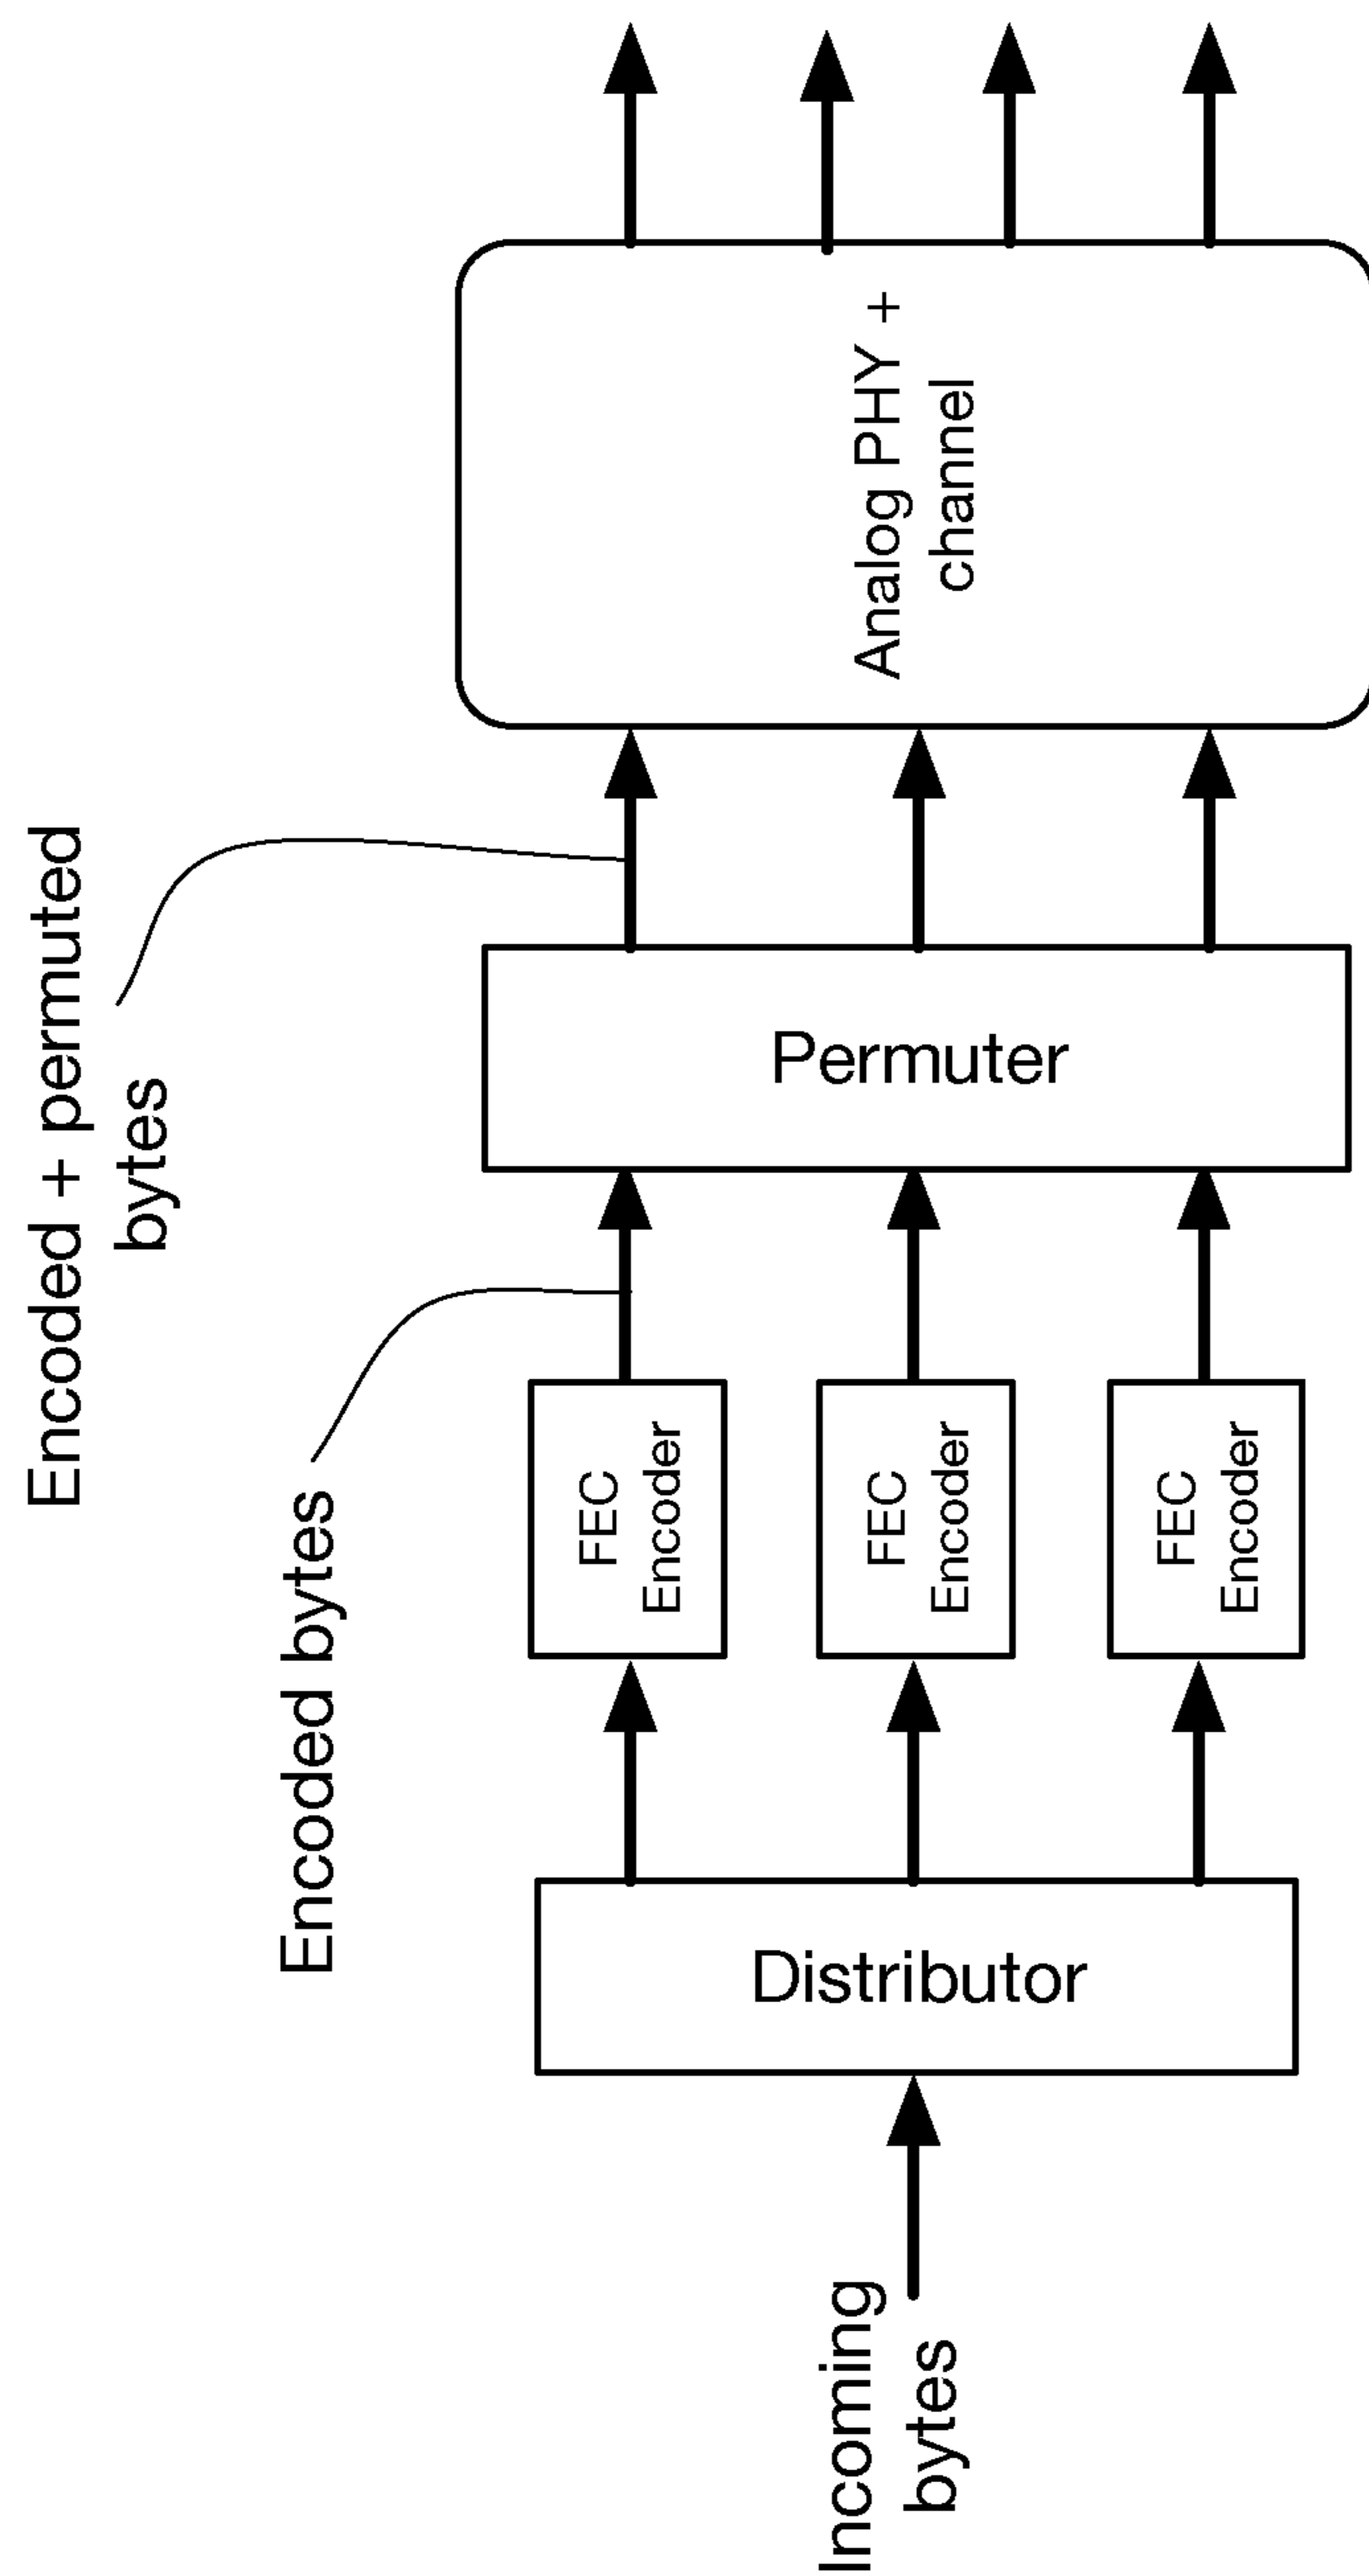 Encoded + permuted
bytes
Encoded bytes
Incoming
bytes
Distributor
FEC
Encoder
FEC
Encoder
FEC
Encoder
Permuter
Analog PHY +
channel